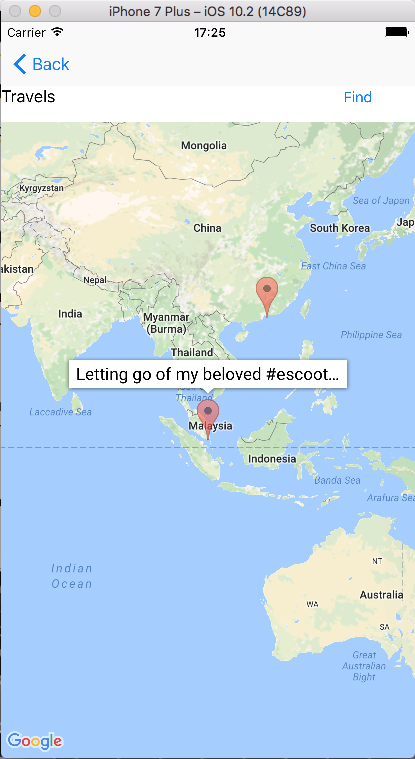 iPhone 7 Plus – iOS 10.2 (14C89)
Carrier 17:25
Back
Travels Find
Mongolia
Kyrgyzstan
Sea of Japan
China
South Korea
Jap
akistan
East China Sea
Nepal
India
Myanmar
(Burma)
Philippine Sea
Thailand
Letting go of my beloved #escoot...
Thailand
Laccadive Sea
Malaysia
Indonesia
Banda Sea
Arafura Sea
Indian
Ocean
NT
Australia
WA
SA
Great
Australian
Bight
Google